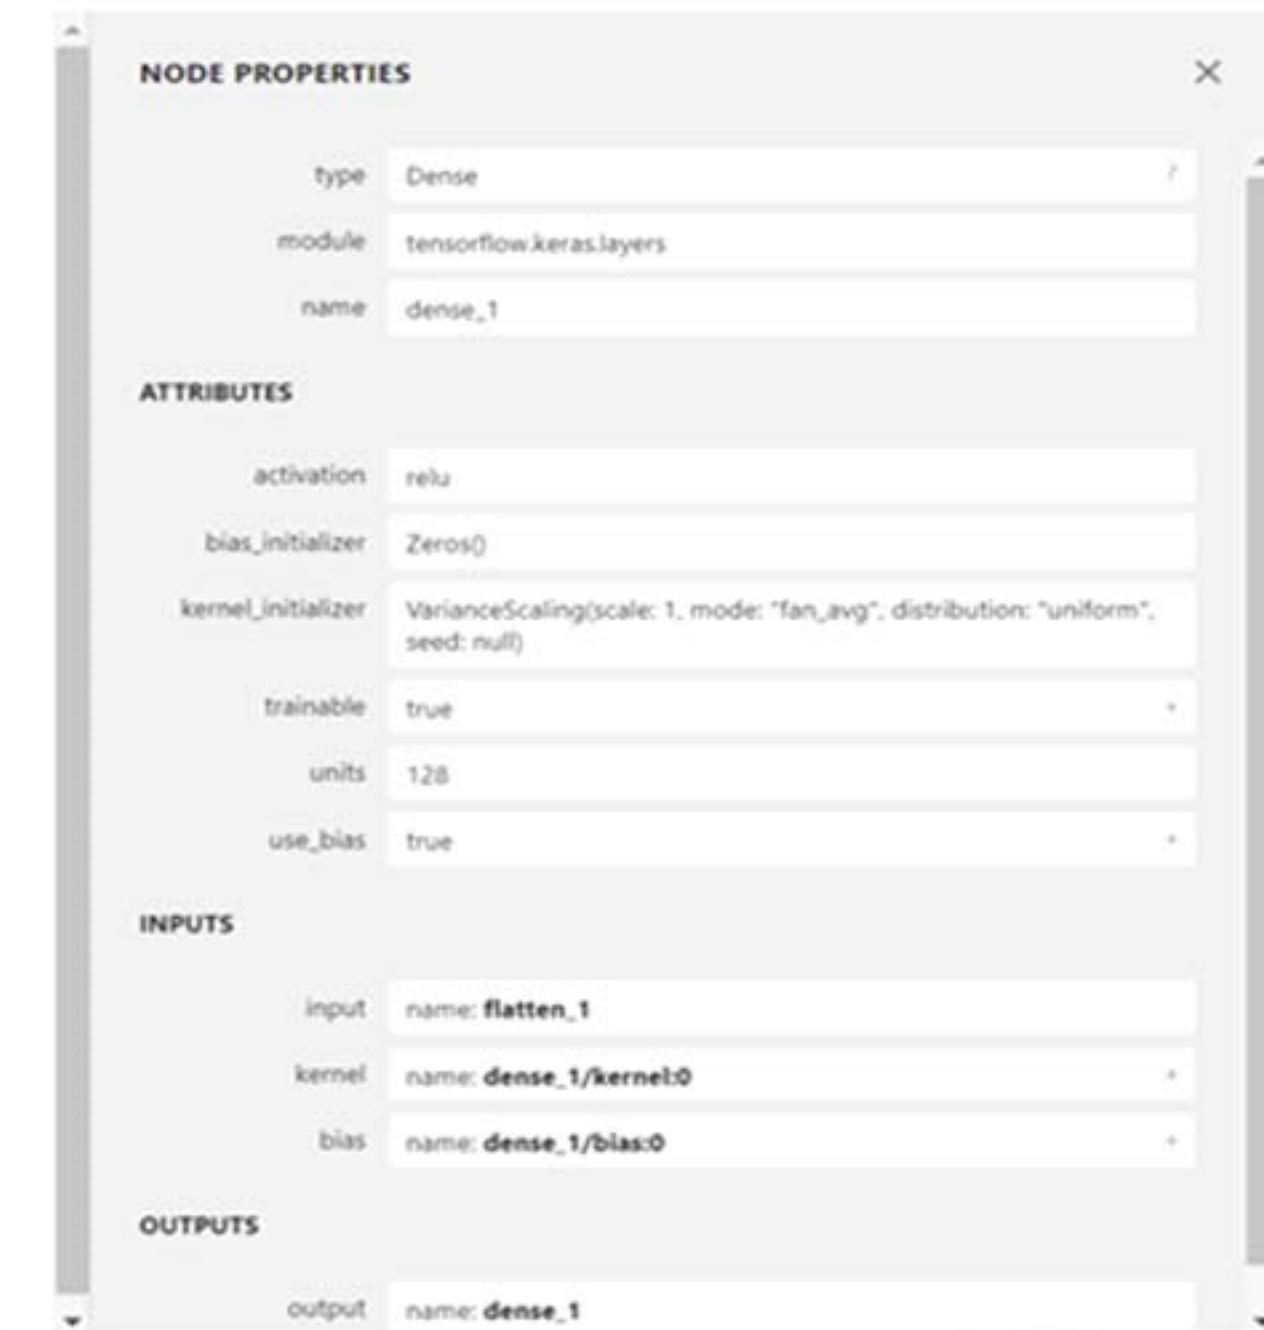 NODE PROPERTIES
type Dense ?
module tensorflow.keras.layers
name dense_1
ATTRIBUTES
activation relu
bias_initializer Zeros()
kernel_initializer VarianceScaling(scale: 1, mode: "fan_avg", distribution: "uniform",
seed: null)
trainable true +
units 128
use_bias true +
INPUTS
input name: flatten_1
kernel name: dense_1/kernel:0 +
bias name: dense_1/bias:0 +
OUTPUTS
output name: dense_1